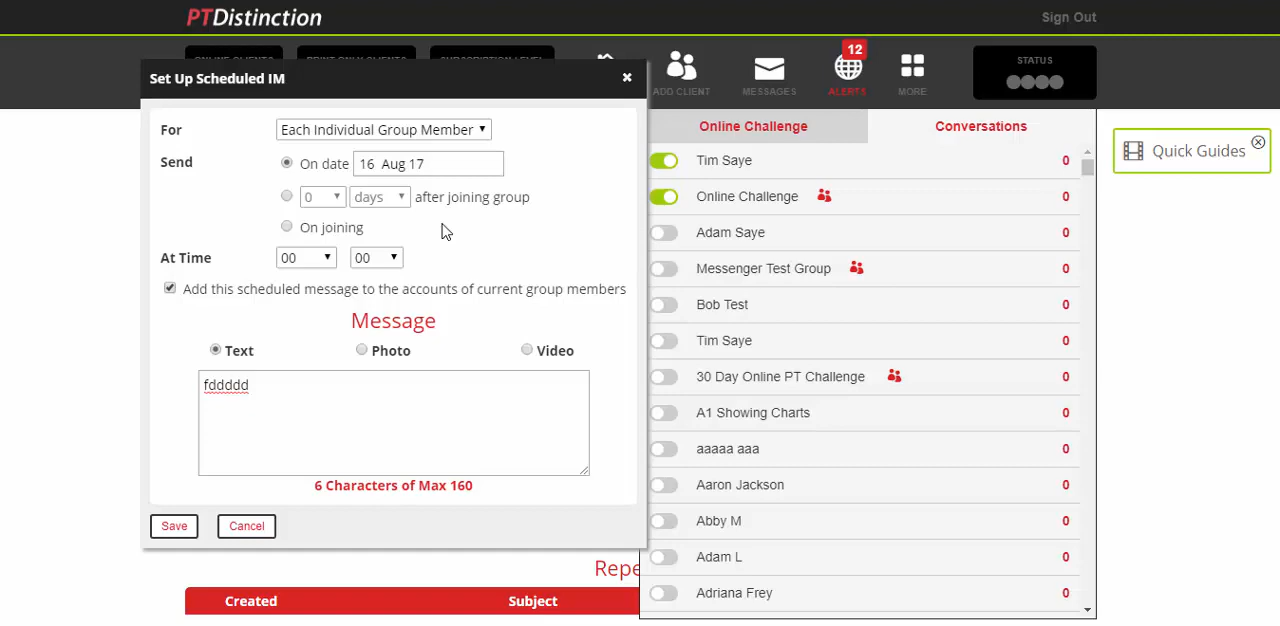 PTDistinction
Sign Out
12
ADD CLIENT
MESSAGES
ALERTS
MORE
STATUS
Set Up Scheduled IM
For
Each Individual Group Member
Send
On date 16 Aug 17
0 days after joining group
On joining
At Time
00 00
Add this scheduled message to the accounts of current group members
Message
Text
Photo
Video
fddddd
6 Characters of Max 160
Save
Cancel
Online Challenge
Conversations
Tim Saye 0
Online Challenge 0
Adam Saye 0
Messenger Test Group 0
Bob Test 0
Tim Saye 0
30 Day Online PT Challenge 0
A1 Showing Charts 0
aaaaa aaa 0
Aaron Jackson 0
Abby M 0
Adam L 0
Adriana Frey 0
Quick Guides
Repe
Created
Subject